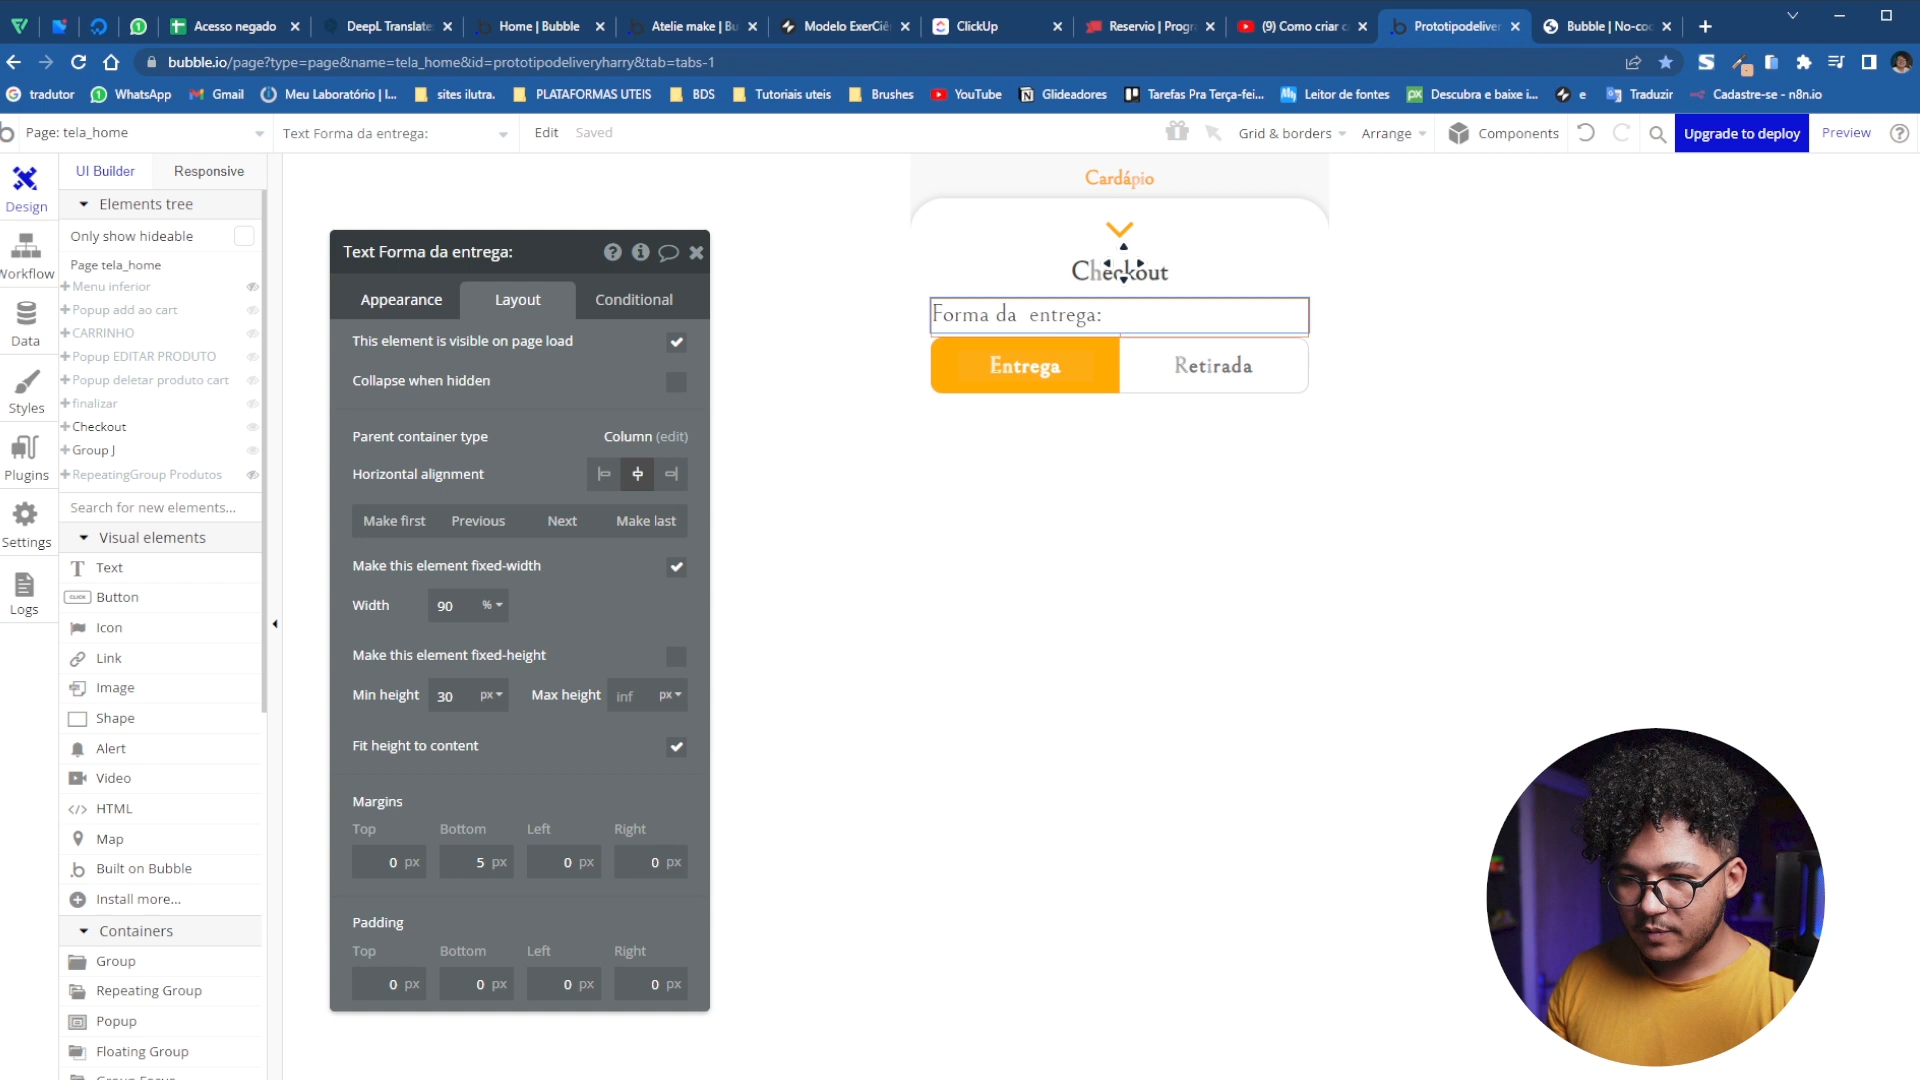 Acesso negado
DeepL Translate
Home | Bubble
Atelie make | Bu
Modelo ExerCiê
ClickUp
Reservio | Progr
(9) Como criar c
Prototipodeliver
Bubble | No-co
bubble.io/page?type=page&name=tela_home&id=prototipodeliveryharry&tab=tabs-1
tradutor
WhatsApp
Gmail
Meu Laboratório | I...
sites ilutra.
PLATAFORMAS UTEIS
BDS
Tutoriais uteis
Brushes
YouTube
Glideadores
Tarefas Pra Terça-fei...
Leitor de fontes
Descubra e baixe i...
e
Traduzir
Cadastre-se - n8n.io
Page: tela_home
Text Forma da entrega:
Edit
Saved
Grid & borders
Arrange
Components
Upgrade to deploy
Preview
Design
Workflow
Data
Styles
Plugins
Settings
Logs
UI Builder
Responsive
Elements tree
Only show hideable
Page tela_home
Menu inferior
Popup add ao cart
CARRINHO
Popup EDITAR PRODUTO
Popup deletar produto cart
finalizar
Checkout
Group J
RepeatingGroup Produtos
Search for new elements...
Visual elements
Text
Button
Icon
Link
Image
Shape
Alert
Video
HTML
Map
Built on Bubble
Install more...
Containers
Group
Repeating Group
Popup
Floating Group
Group Focus
Text Forma da entrega:
Appearance
Layout
Conditional
This element is visible on page load
Collapse when hidden
Parent container type
Column (edit)
Horizontal alignment
Make first
Previous
Next
Make last
Make this element fixed-width
Width
90 %
Make this element fixed-height
Min height
30 px
Max height
inf px
Fit height to content
Margins
Top
Bottom
Left
Right
0 px
5 px
0 px
0 px
Padding
Top
Bottom
Left
Right
0 px
0 px
0 px
0 px
Cardápio
Checkout
Forma da entrega:
Entrega
Retirada